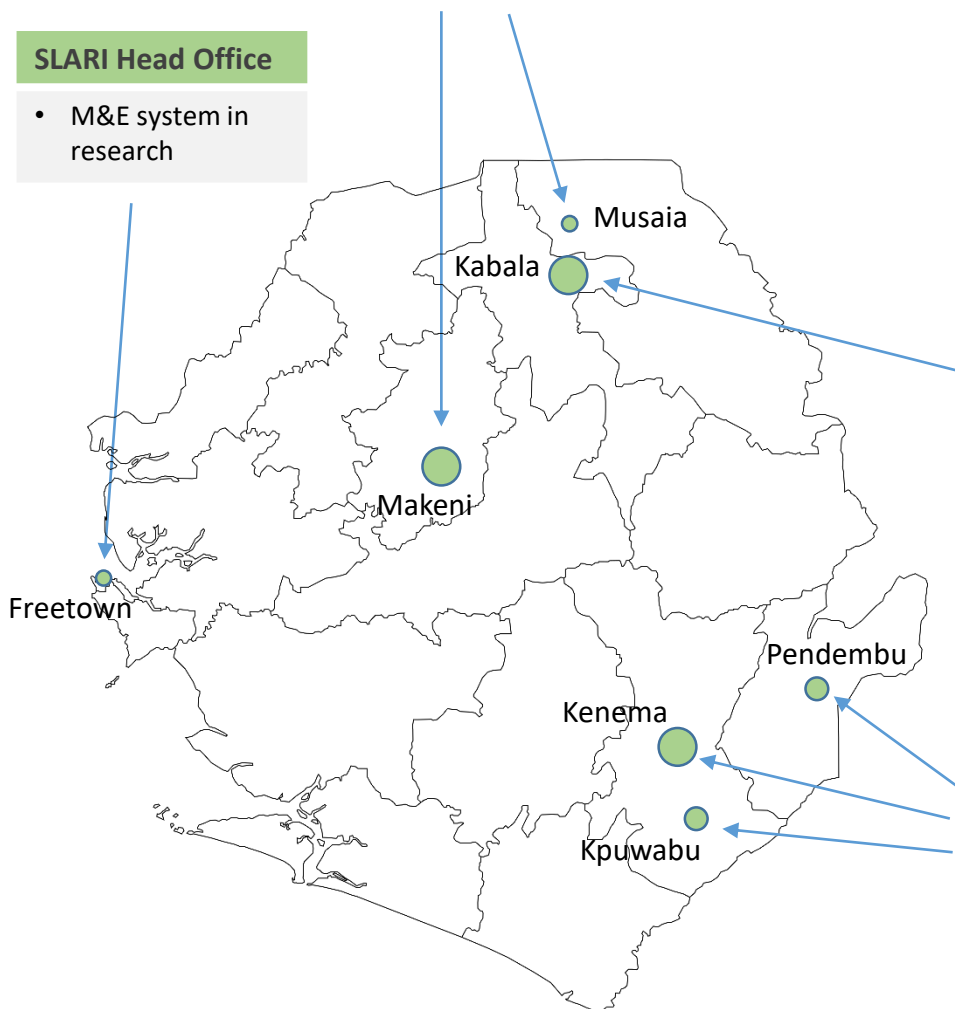 SLARI Head Office
• M&E system in
research
Musaia
Kabala
Makeni
Freetown
Pendembu
Kenema
Kpuwabu